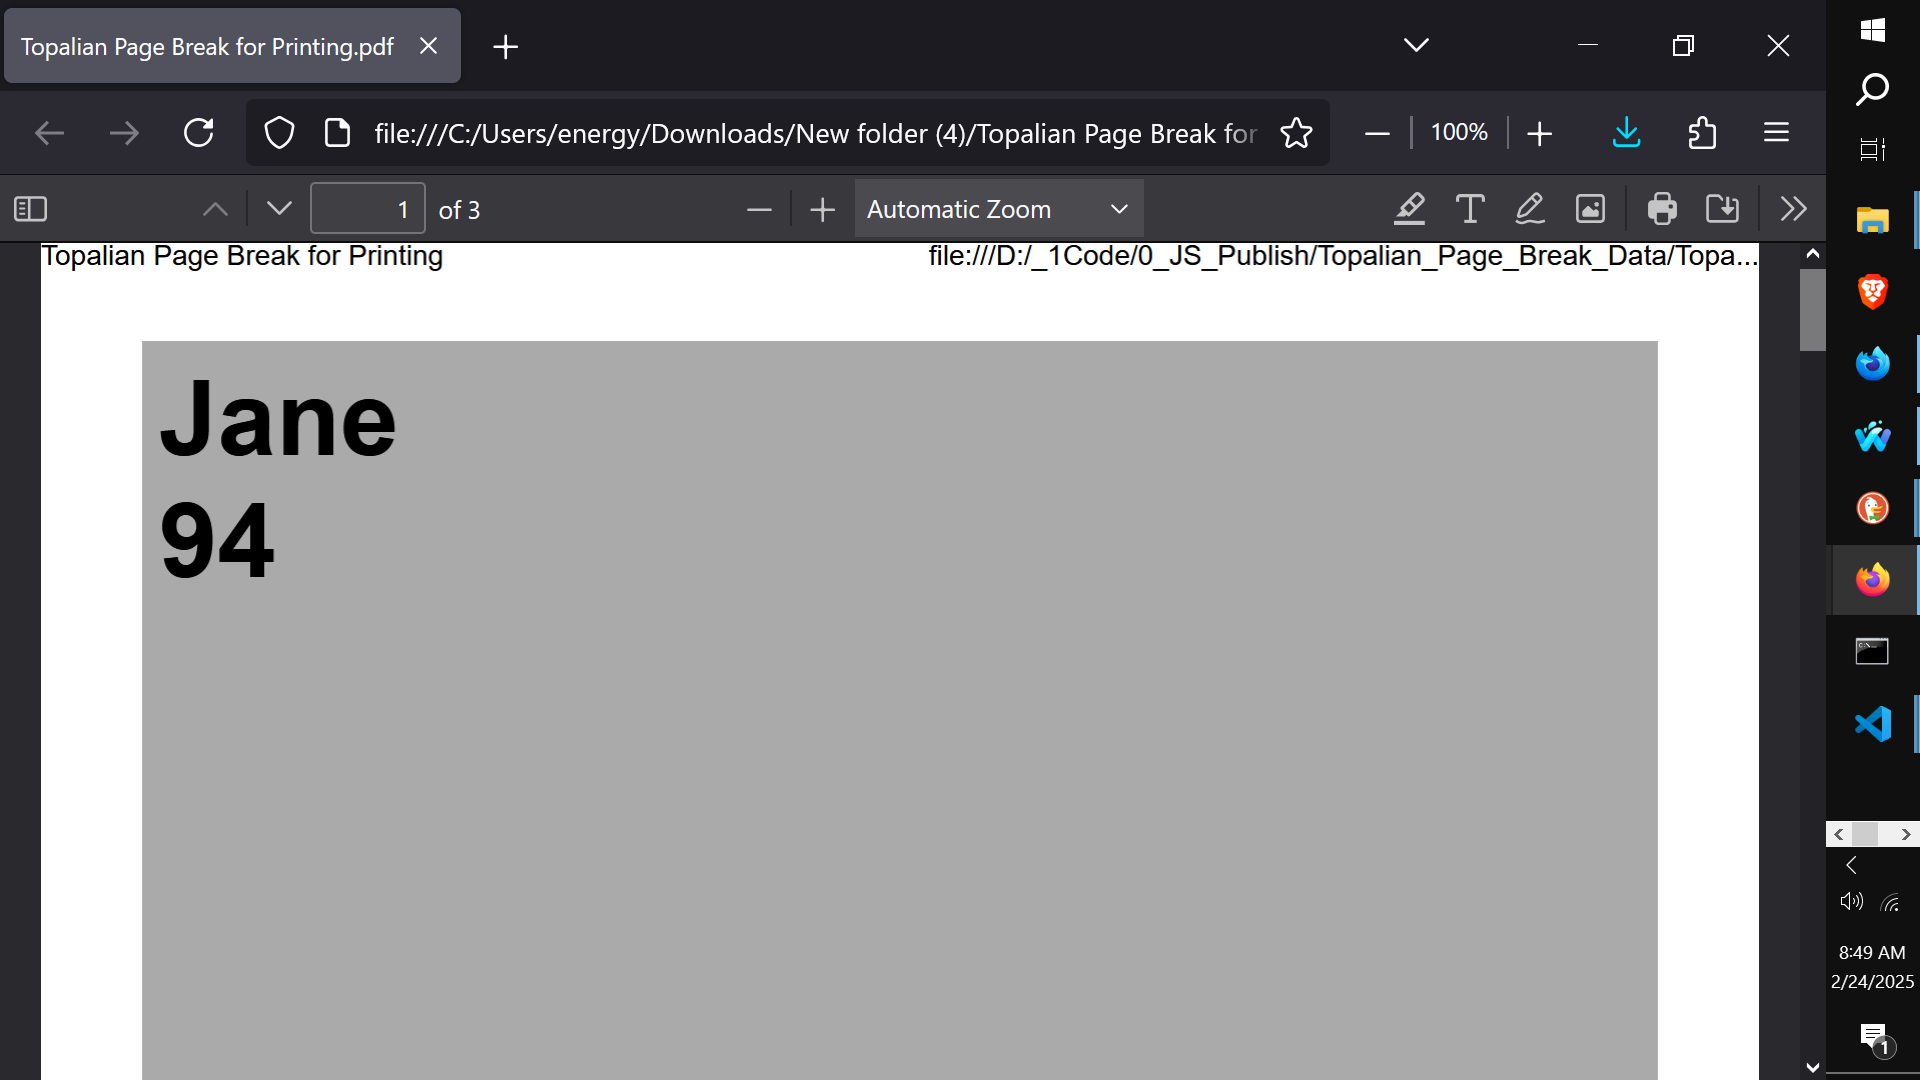 Topalian Page Break for Printing.pdf
file:///C:/Users/energy/Downloads/New folder (4)/Topalian Page Break for
100%
1 of 3
Automatic Zoom
Topalian Page Break for Printing
file:///D:/_1Code/0_JS_Publish/Topalian_Page_Break_Data/Topa...
Jane
94
8:49 AM
2/24/2025
1